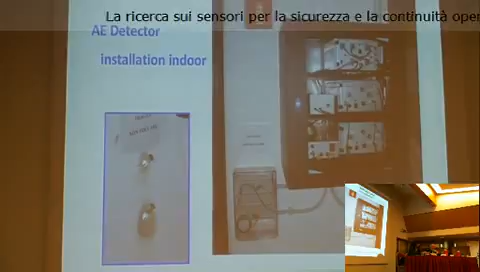 La ricerca sui sensori per la sicurezza e la continuità oper
AE Detector
installation indoor